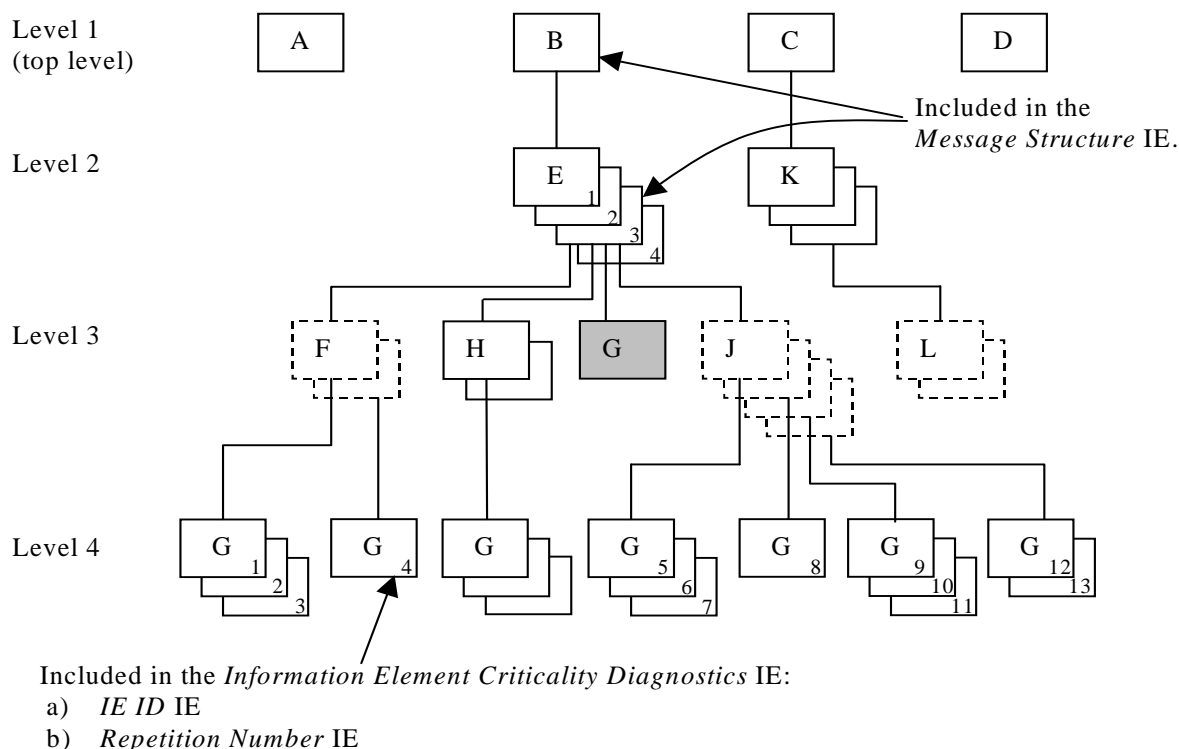 Level 1
(top level)
A
B
C
D
Included in the
Message Structure IE.
Level 2
E
1
2
3
4
K
Level 3
F
H
G
J
L
Level 4
G
1
2
3
G
4
G
G
5
6
7
G
8
G
9
10
11
G
12
13
Included in the Information Element Criticality Diagnostics IE:
a) IE ID IE
b) Repetition Number IE